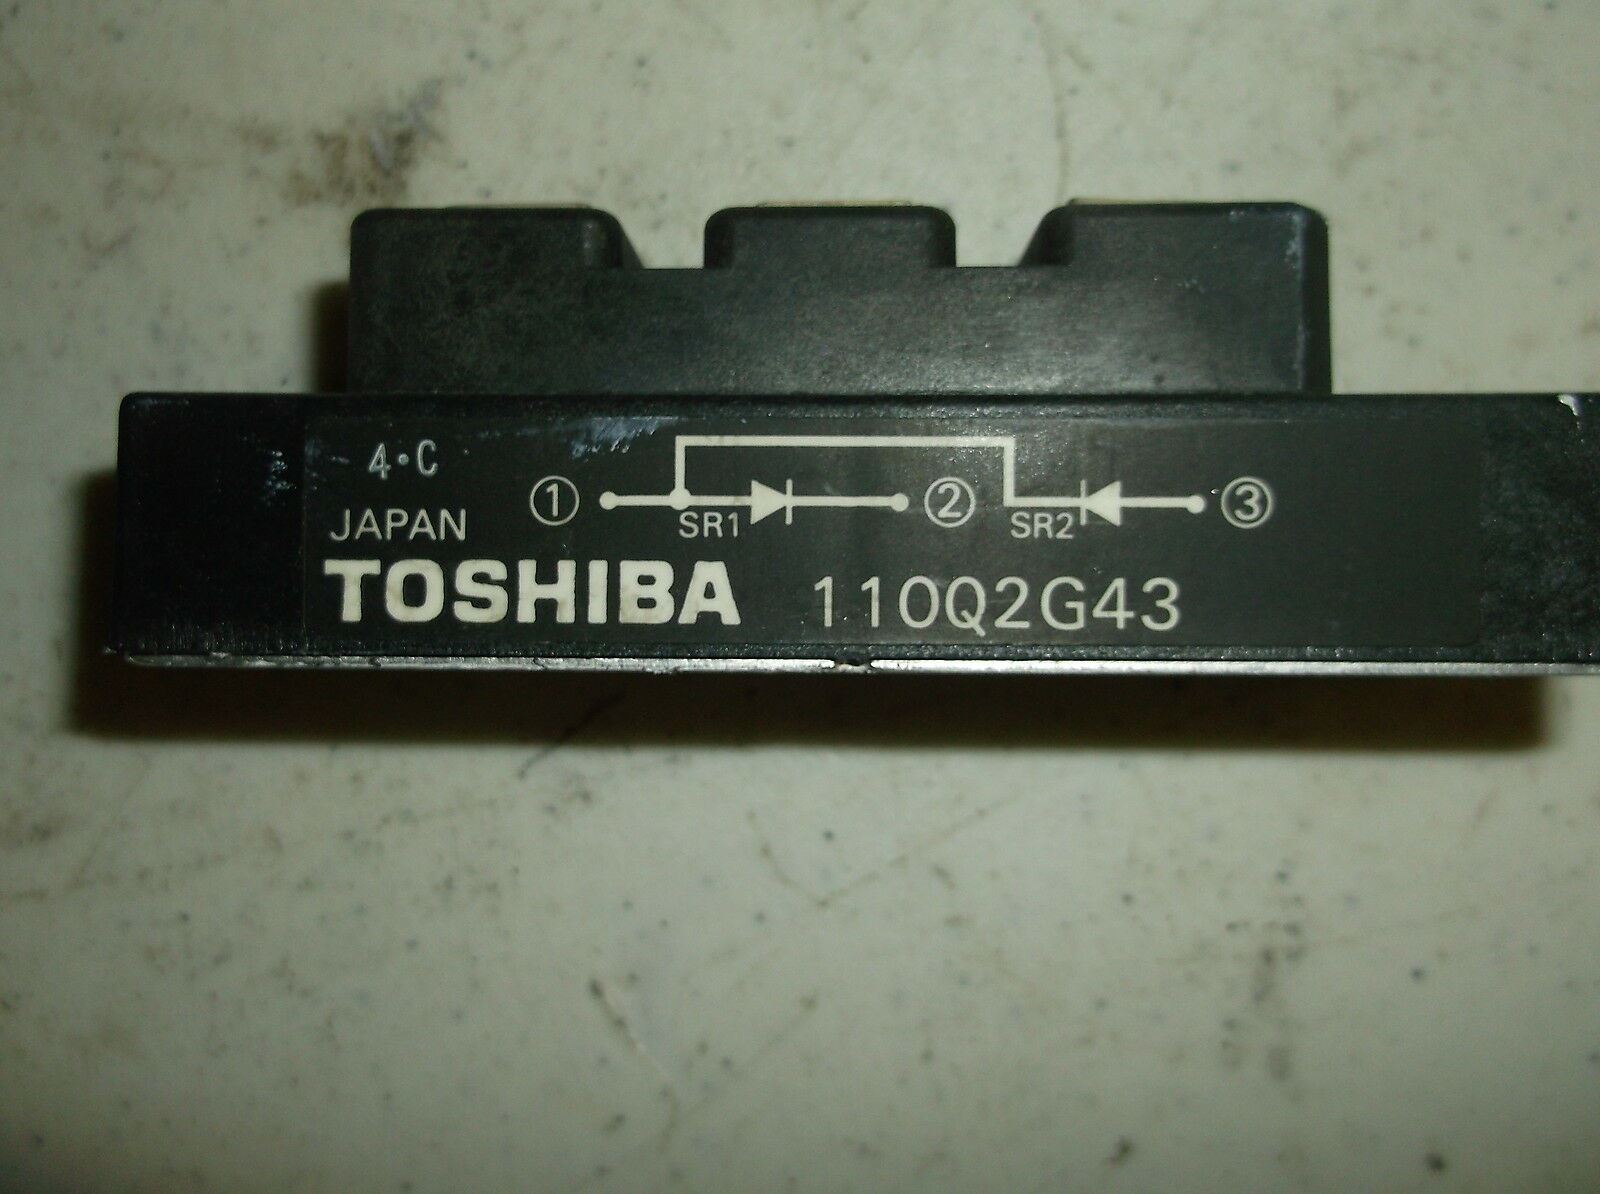 4·C
① ② ③
SR1 SR2
JAPAN
TOSHIBA 110Q2G43